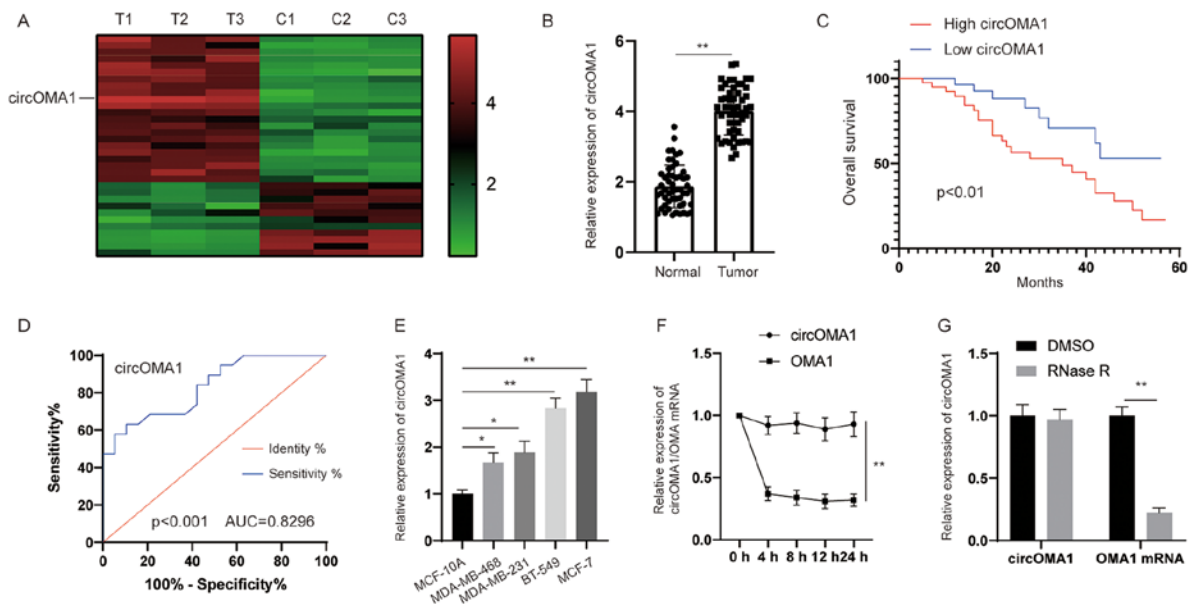 A
T1 T2 T3 C1 C2 C3
circOMA1
4
2
B
Relative expression of circOMA1
6
4
2
0
**
Normal Tumor
C
High circOMA1
Low circOMA1
Overall survival
100
50
0
p<0.01
0 20 40 60
Months
D
circOMA1
Sensitivity%
100
80
60
40
20
0
Identity %
Sensitivity %
p<0.001 AUC=0.8296
0 20 40 60 80 100
100% - Specificity%
E
Relative expression of circOMA1
4
3
2
1
0
**
**
*
*
MCF-10A
MDA-MB-468
MDA-MB-231
BT-549
MCF-7
F
circOMA1
OMA1
Relative expression of
circOMA1/OMA mRNA
1.5
1.0
0.5
0.0
**
0 h 4 h 8 h 12 h 24 h
G
DMSO
RNase R
Relative expression of circOMA1
1.5
1.0
0.5
0.0
**
circOMA1 OMA1 mRNA